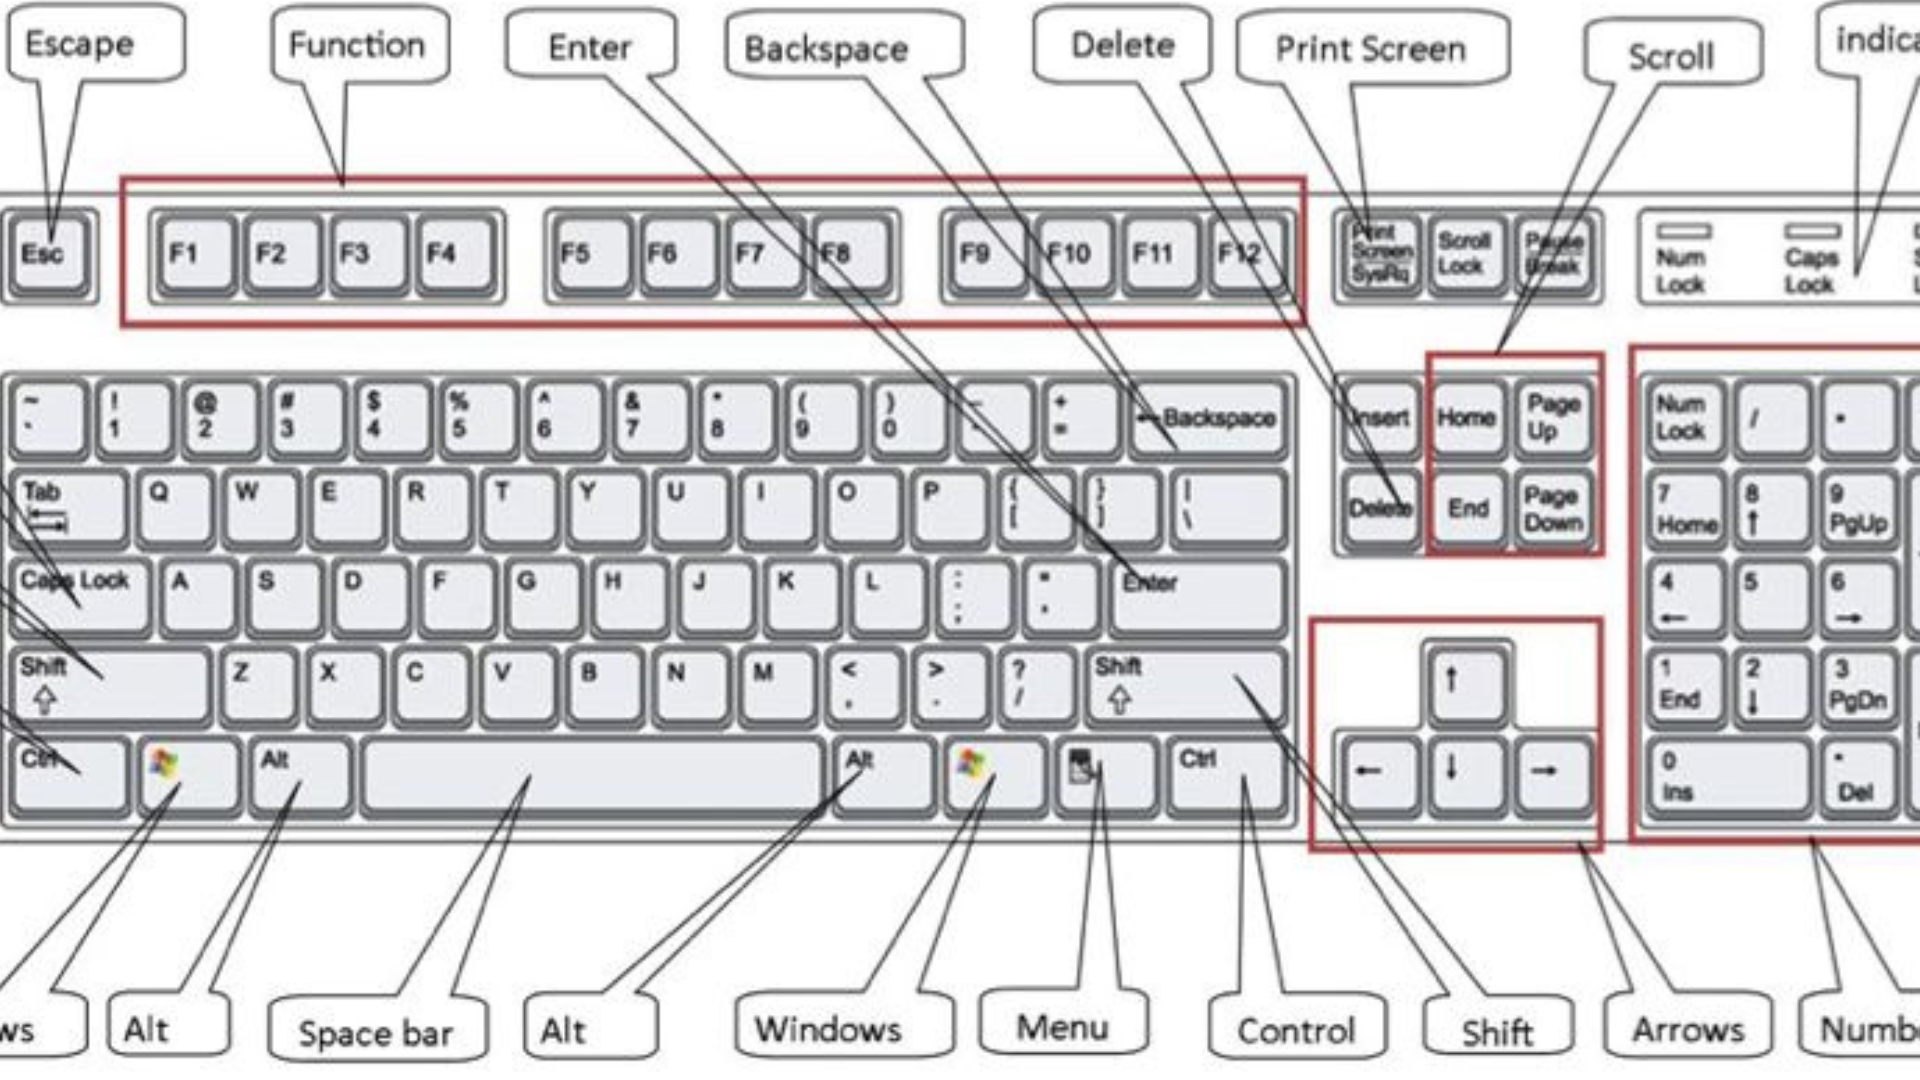 Escape
Function
Enter
Backspace
Delete
Print Screen
Scroll
indica
Esc
F1
F2
F3
F4
F5
F6
F7
F8
F9
F10
F11
F12
Print
Screen
SysRq
Scroll
Lock
Pause
Break
Num
Lock
Caps
Lock
~
`
!
1
@
2
#
3
$
4
%
5
^
6
&
7
*
8
(
9
)
0
+
=
←Backspace
Insert
Home
Page
Up
Num
Lock
/
Tab
Q
W
E
R
T
Y
U
I
O
P
{
[
}
]
|
\
Delete
End
Page
Down
7
Home
8
↑
9
PgUp
Caps Lock
A
S
D
F
G
H
J
K
L
:
;
Enter
4
←
5
6
→
Shift
Z
X
C
V
B
N
M
<
,
>
.
?
/
Shift
↑
1
End
2
↓
3
PgDn
Ctrl
Alt
Alt
Ctrl
←
↓
→
0
Ins
Del
ws
Alt
Space bar
Alt
Windows
Menu
Control
Shift
Arrows
Numbe